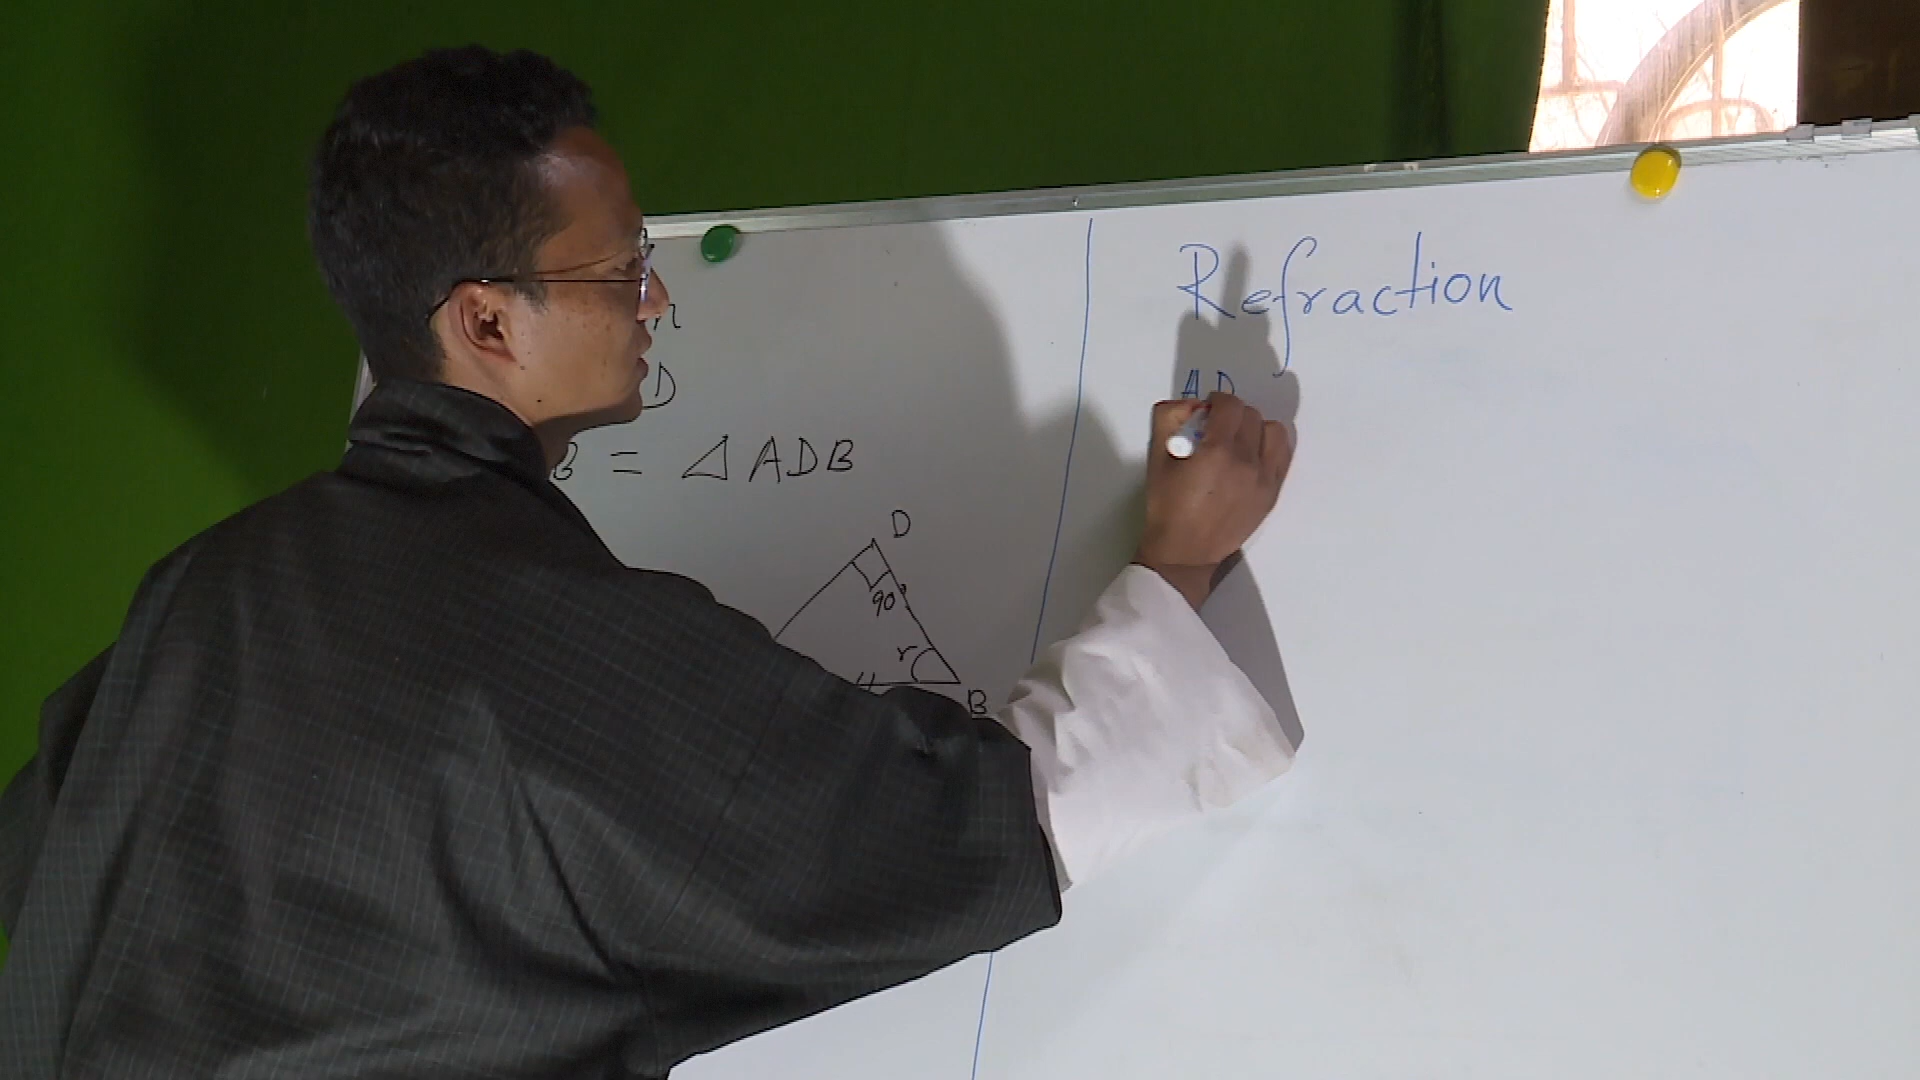 n
D
B = △ ADB
D
90°
r
B
Refraction
AD